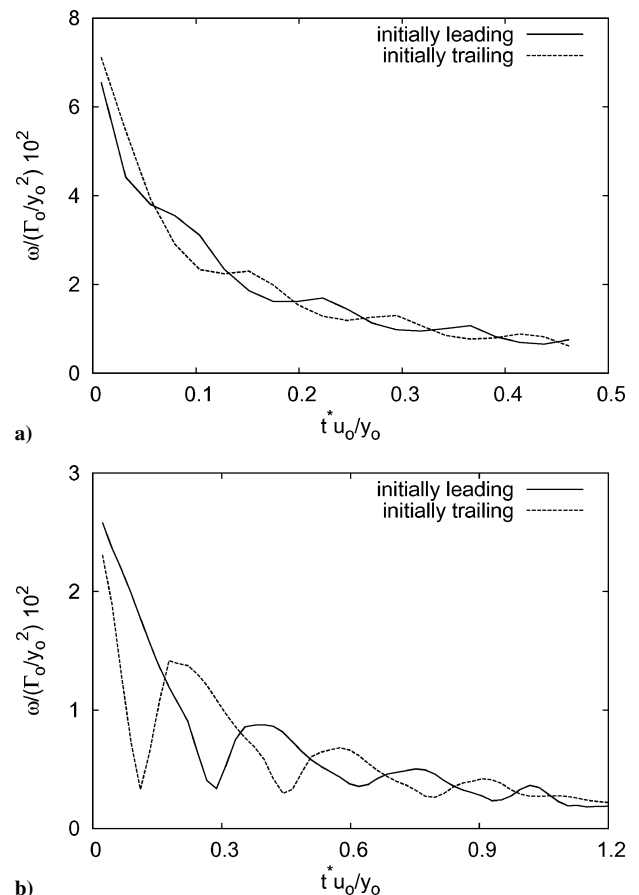 8
6
4
2
0
ω/(Γo/yo2) 102
initially leading
initially trailing
0 0.1 0.2 0.3 0.4 0.5
t* uo/yo
a)
3
2
1
0
ω/(Γo/yo2) 102
initially leading
initially trailing
0 0.3 0.6 0.9 1.2
t* uo/yo
b)